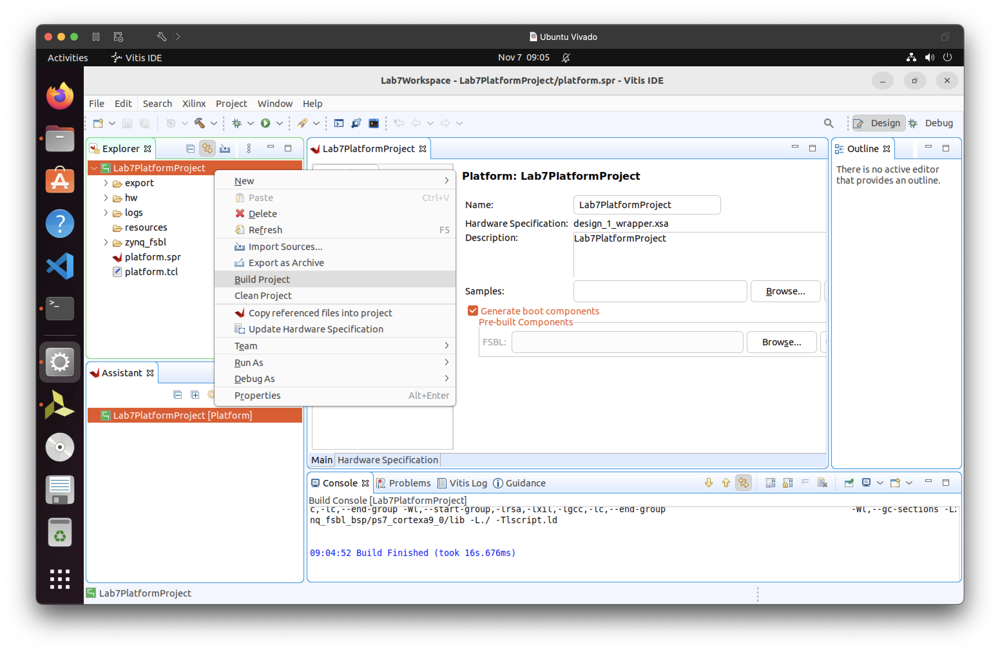 Ubuntu Vivado
Activities
Vitis IDE
Nov 7 09:05
Lab7Workspace - Lab7PlatformProject/platform.spr - Vitis IDE
File Edit Search Xilinx Project Window Help
Design
Debug
Explorer
Lab7PlatformProject
export
hw
logs
resources
zynq_fsbl
platform.spr
platform.tcl
New
Paste Ctrl+V
Delete
Refresh F5
Import Sources...
Export as Archive
Build Project
Clean Project
Copy referenced files into project
Update Hardware Specification
Team
Run As
Debug As
Properties Alt+Enter
Assistant
Lab7PlatformProject [Platform]
Lab7PlatformProject
Platform: Lab7PlatformProject
Name: Lab7PlatformProject
Hardware Specification: design_1_wrapper.xsa
Description: Lab7PlatformProject
Samples: Browse...
Generate boot components
Pre-built Components
FSBL: Browse...
Main Hardware Specification
Outline
There is no active editor
that provides an outline.
Console Problems Vitis Log Guidance
Build Console [Lab7PlatformProject]
c,-lc,--end-group -Wl,--start-group,-lrsa,-lxil,-lgcc,-lc,--end-group -Wl,--gc-sections
nq_fsbl_bsp/ps7_cortexa9_0/lib -L./ -Tlscript.ld
09:04:52 Build Finished (took 16s.676ms)
Lab7PlatformProject